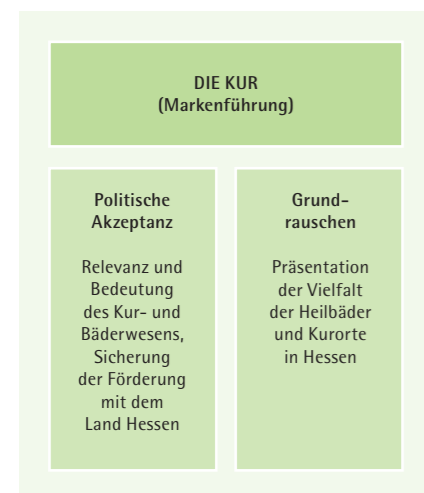 DIE KUR
(Markenführung)
Politische
Akzeptanz
Relevanz und
Bedeutung
des Kur- und
Bäderwesens,
Sicherung
der Förderung
mit dem
Land Hessen
Grund-
rauschen
Präsentation
der Vielfalt
der Heilbäder
und Kurorte
in Hessen